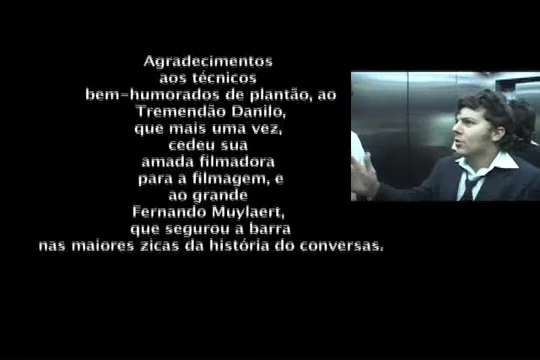 Agradecimentos
aos técnicos
bem-humorados de plantão, ao
Tremendão Danilo,
que mais uma vez,
cedeu sua
amada filmadora
para a filmagem, e
ao grande
Fernando Muylaert,
que segurou a barra
nas maiores zicas da história do conversas.